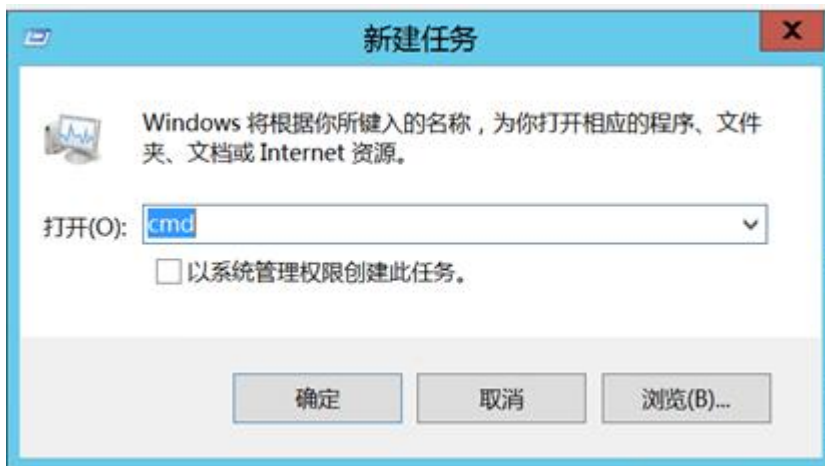 新建任务
Windows 将根据你所键入的名称，为你打开相应的程序、文件
夹、文档或 Internet 资源。
打开(O): cmd
以系统管理权限创建此任务。
确定 取消 浏览(B)...